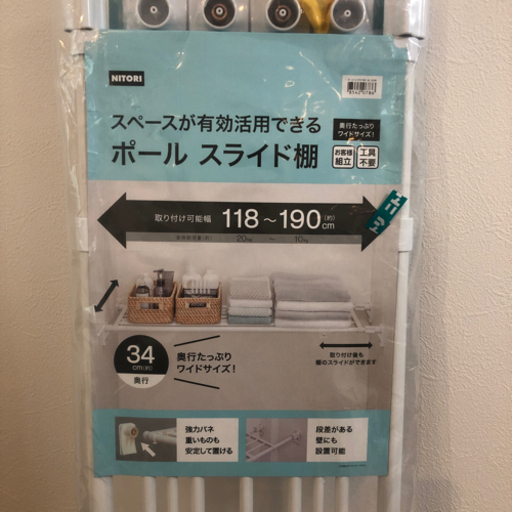 NITORI
スペースが有効活用できる
ポール スライド棚
奥行たっぷり
ワイドサイズ!
お客様
組立
工具
不要
取り付け可能幅 118~190(約)cm
20kg ~ 10kg
34
cm(約)
奥行
奥行たっぷり
ワイドサイズ!
取り付け後も
棚のスライドができます
強力バネ
重いものも
安定して置ける
段差がある
壁にも
設置可能